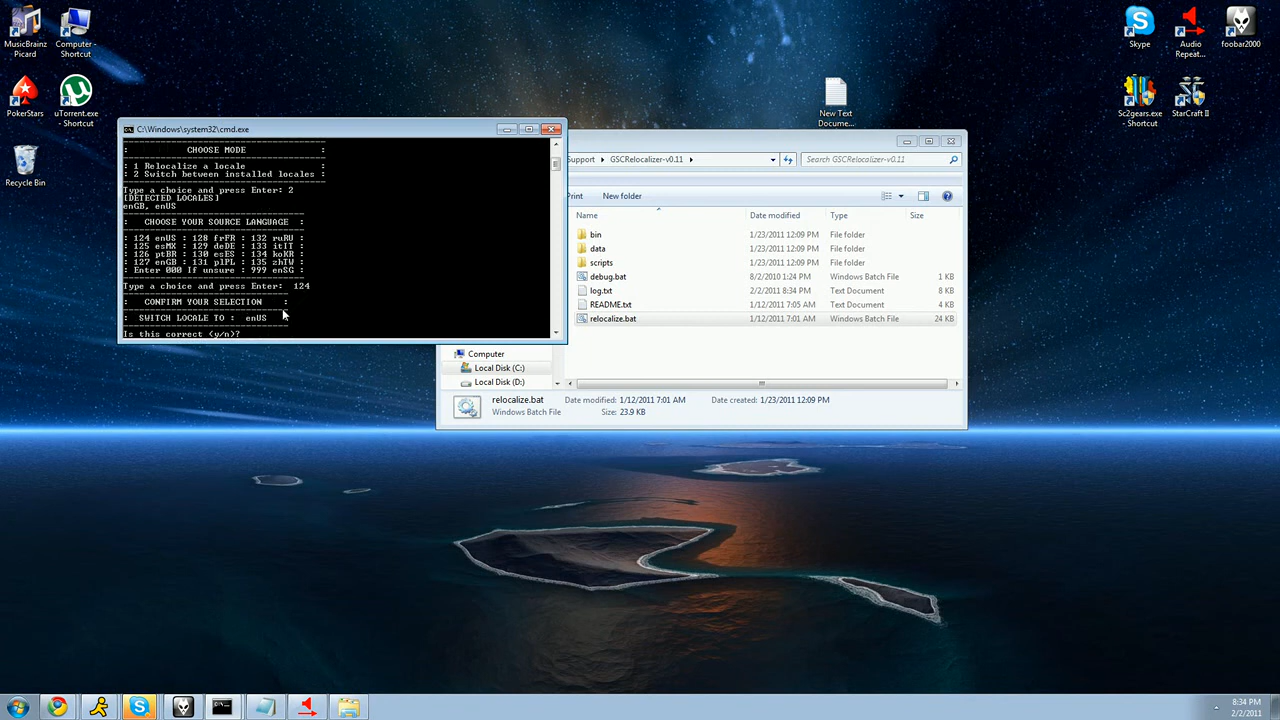 MusicBrainz
Picard
Computer -
Shortcut
PokerStars
uTorrent.exe
- Shortcut
Recycle Bin
New Text
Docume...
Skype
Audio
Repeat...
foobar2000
Sc2gears.exe
- Shortcut
StarCraft II
C:\Windows\system32\cmd.exe
: CHOOSE MODE :
: 1 Relocalize a locale :
: 2 Switch between installed locales :
Type a choice and press Enter: 2
[DETECTED LOCALES]
enGB, enUS
: CHOOSE YOUR SOURCE LANGUAGE :
: 124 enUS : 128 frFR : 132 ruRU :
: 125 esMX : 129 deDE : 133 itIT :
: 126 ptBR : 130 esES : 134 koKR :
: 127 enGB : 131 plPL : 135 zhTW :
: Enter 000 If unsure : 999 enSG :
Type a choice and press Enter: 124
: CONFIRM YOUR SELECTION :
: SWITCH LOCALE TO : enUS
Is this correct (y/n)?
Support
GSCRelocalizer-v0.11
Search GSCRelocalizer-v0.11
Print
New folder
Name Date modified Type Size
bin 1/23/2011 12:09 PM File folder
data 1/23/2011 12:09 PM File folder
scripts 1/23/2011 12:09 PM File folder
debug.bat 8/2/2010 1:24 PM Windows Batch File 1 KB
log.txt 2/2/2011 8:34 PM Text Document 8 KB
README.txt 1/12/2011 7:05 AM Text Document 8 KB
relocalize.bat 1/12/2011 7:01 AM Windows Batch File 24 KB
Computer
Local Disk (C:)
Local Disk (D:)
relocalize.bat Date modified: 1/12/2011 7:01 AM Date created: 1/23/2011 12:09 PM
Windows Batch File Size: 23.9 KB
8:34 PM
2/2/2011